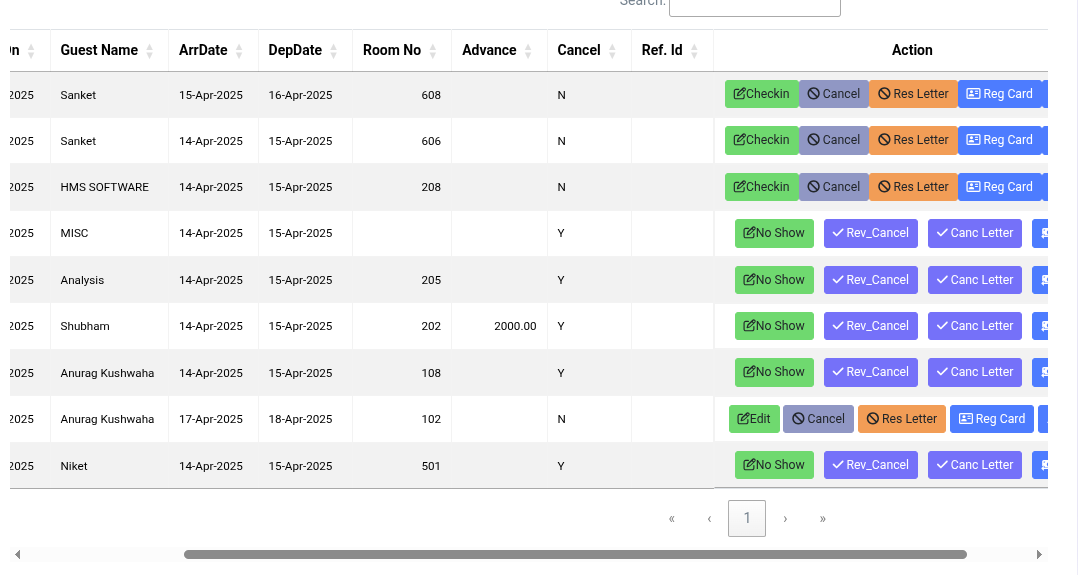 Search:
Guest Name ArrDate DepDate Room No Advance Cancel Ref. Id Action
2025 Sanket 15-Apr-2025 16-Apr-2025 608 N Checkin Cancel Res Letter Reg Card
2025 Sanket 14-Apr-2025 15-Apr-2025 606 N Checkin Cancel Res Letter Reg Card
2025 HMS SOFTWARE 14-Apr-2025 15-Apr-2025 208 N Checkin Cancel Res Letter Reg Card
2025 MISC 14-Apr-2025 15-Apr-2025 Y No Show Rev_Cancel Canc Letter
2025 Analysis 14-Apr-2025 15-Apr-2025 205 Y No Show Rev_Cancel Canc Letter
2025 Shubham 14-Apr-2025 15-Apr-2025 202 2000.00 Y No Show Rev_Cancel Canc Letter
2025 Anurag Kushwaha 14-Apr-2025 15-Apr-2025 108 Y No Show Rev_Cancel Canc Letter
2025 Anurag Kushwaha 17-Apr-2025 18-Apr-2025 102 N Edit Cancel Res Letter Reg Card
2025 Niket 14-Apr-2025 15-Apr-2025 501 Y No Show Rev_Cancel Canc Letter
« ‹ 1 › »